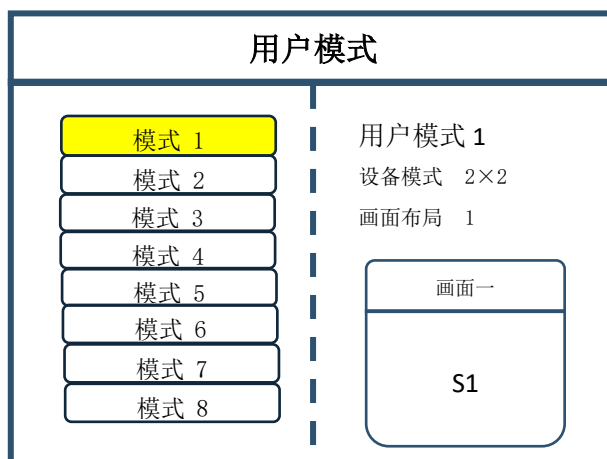 用户模式
模式 1
模式 2
模式 3
模式 4
模式 5
模式 6
模式 7
模式 8
用户模式 1
设备模式 2×2
画面布局 1
画面一
S1